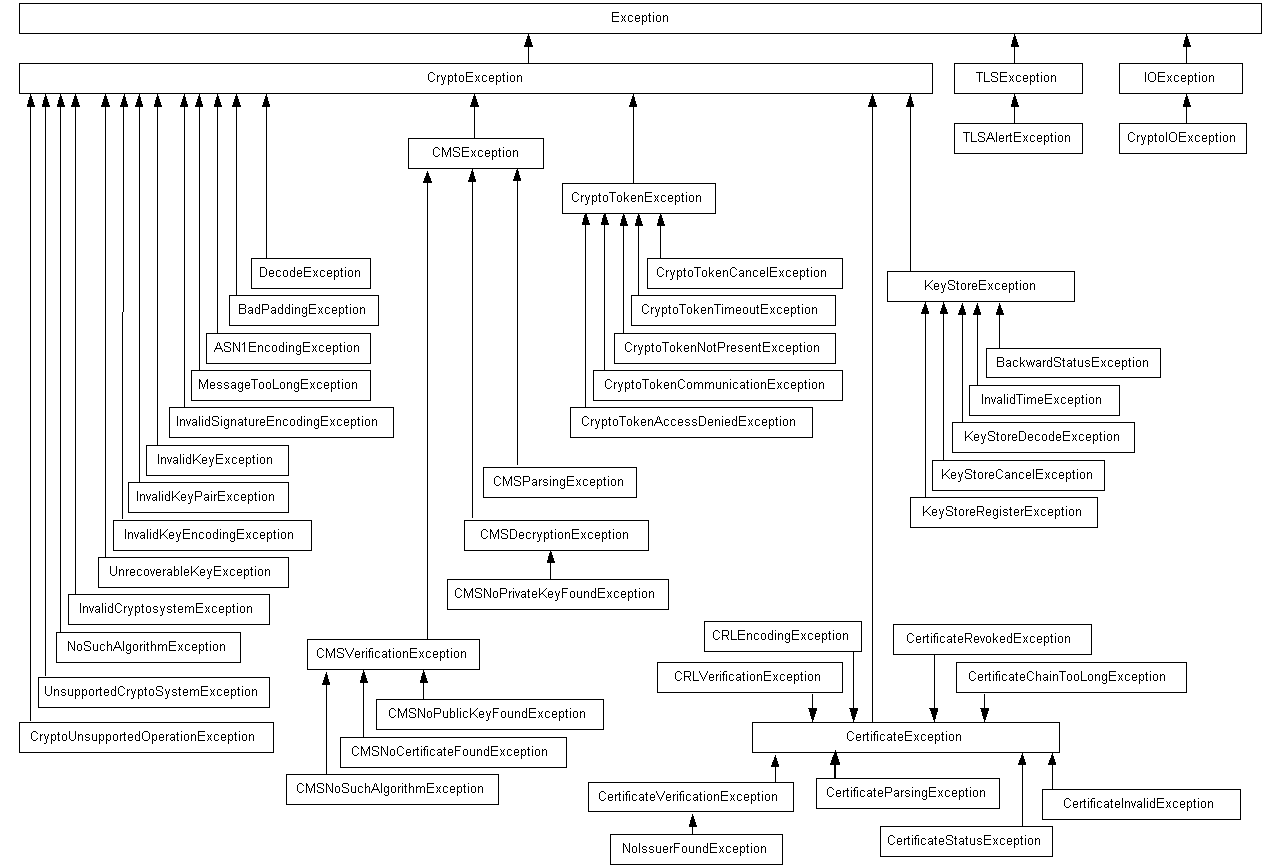 Exception
CryptoException
TLSException
IOException
TLSAlertException
CryptoIOException
CMSException
CryptoTokenException
DecodeException
CryptoTokenCancelException
KeyStoreException
BadPaddingException
CryptoTokenTimeoutException
ASN1EncodingException
CryptoTokenNotPresentException
BackwardStatusException
MessageTooLongException
CryptoTokenCommunicationException
InvalidTimeException
InvalidSignatureEncodingException
CryptoTokenAccessDeniedException
KeyStoreDecodeException
InvalidKeyException
CMSParsingException
KeyStoreCancelException
InvalidKeyPairException
KeyStoreRegisterException
InvalidKeyEncodingException
CMSDecryptionException
UnrecoverableKeyException
CMSNoPrivateKeyFoundException
InvalidCryptosystemException
NoSuchAlgorithmException
CRLEncodingException
CertificateRevokedException
CMSVerificationException
CRLVerificationException
CertificateChainTooLongException
UnsupportedCryptoSystemException
CMSNoPublicKeyFoundException
CryptoUnsupportedOperationException
CertificateException
CMSNoCertificateFoundException
CMSNoSuchAlgorithmException
CertificateVerificationException
CertificateParsingException
CertificateInvalidException
CertificateStatusException
NoIssuerFoundException